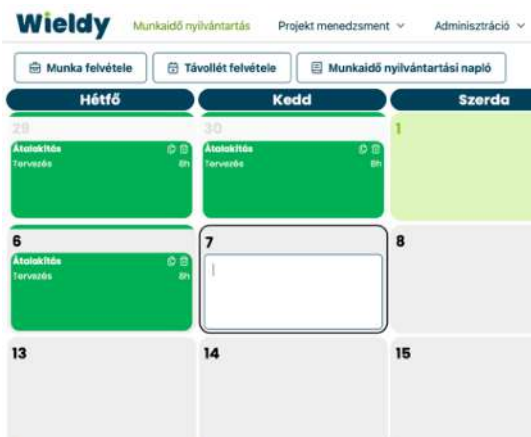 Wieldy Munkaidő nyilvántartás Projekt menedzsment Adminisztráció
Munka felvétele Távollét felvétele Munkaidő nyilvántartási napló
Hétfő Kedd Szerda
29 30 1
Átalakítás Átalakítás
Tervezés 8h Tervezés 8h
6 7 8
Átalakítás
Tervezés 8h
13 14 15